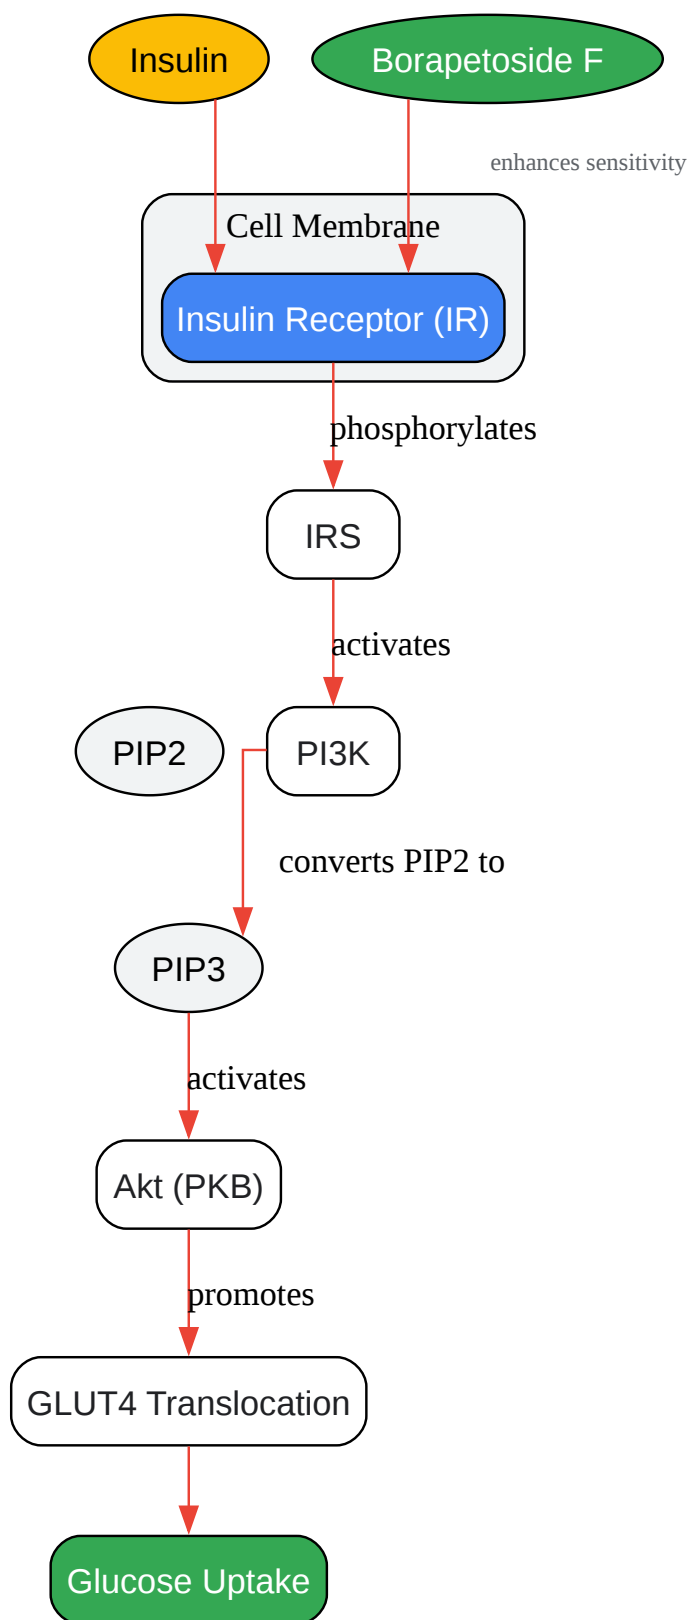 Insulin
Borapetoside F
enhances sensitivity
Cell Membrane
Insulin Receptor (IR)
phosphorylates
IRS
activates
PIP2
PI3K
converts PIP2 to
PIP3
activates
Akt (PKB)
promotes
GLUT4 Translocation
Glucose Uptake